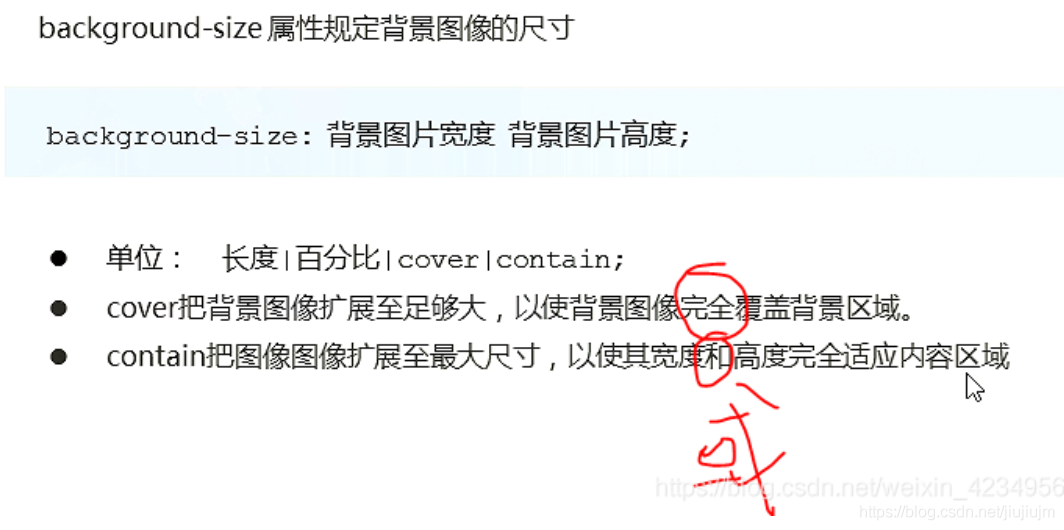 background-size属性规定背景图像的尺寸
background-size: 背景图片宽度 背景图片高度;
● 单位： 长度|百分比|cover|contain;
● cover把背景图像扩展至足够大，以使背景图像完全覆盖背景区域。
● contain把图像图像扩展至最大尺寸，以使其宽度和高度完全适应内容区域
或
https://blog.csdn.net/weixin_4234956
https://blog.csdn.net/jiujiujm